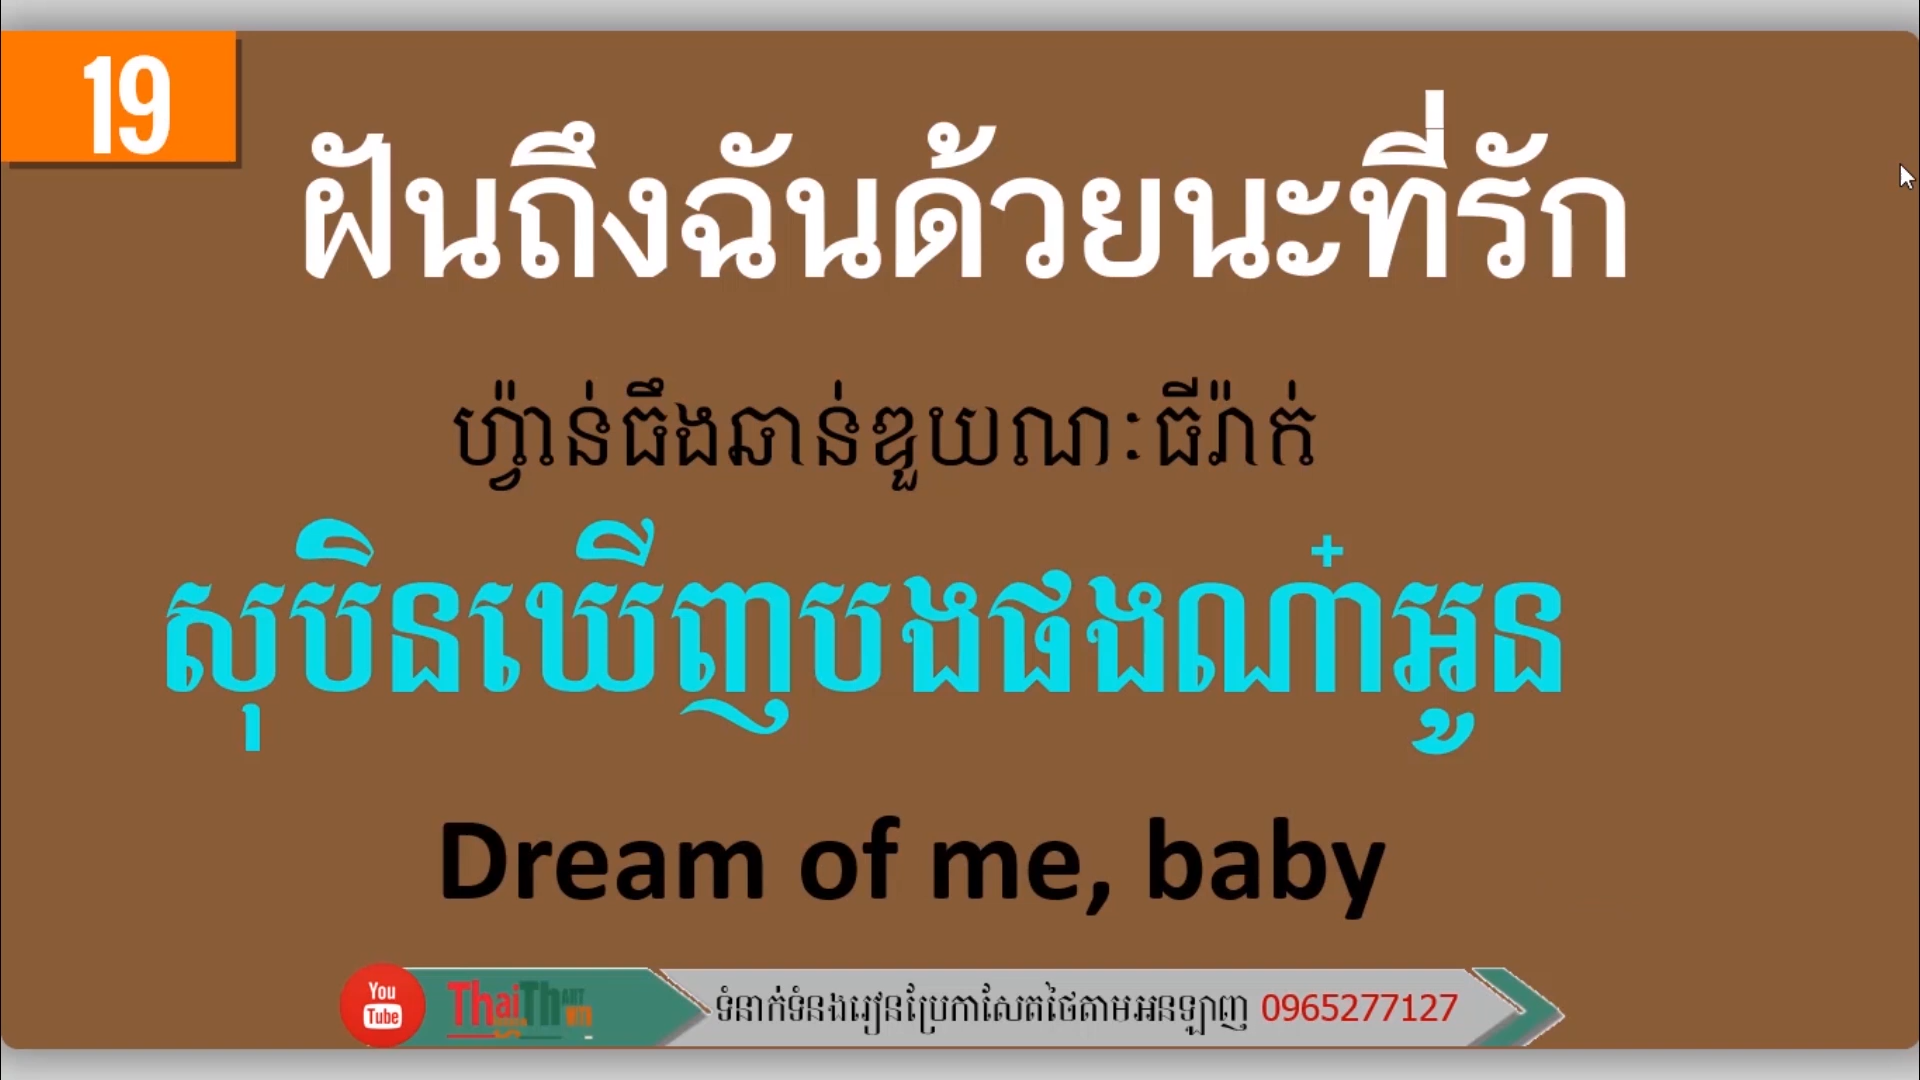 19
ฝันถึงฉันด้วยนะที่รัก
ហ្វ៉ាន់ធឹងឆាន់ឌួយណៈធីរ៉ាក់
សុបិនឃើញបងផងណា៎អូន
Dream of me, baby
You
Tube
ទំនាក់ទំនងរៀនប្រែកាសែតថៃតាមអនឡាញ 0965277127